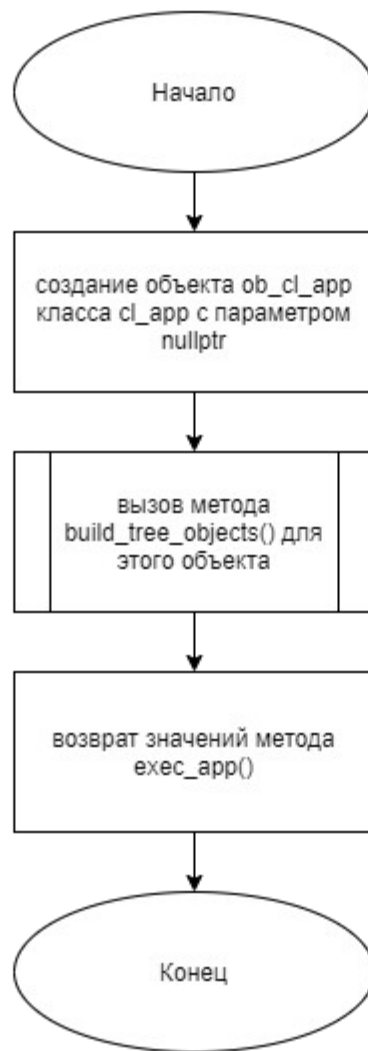 Начало
создание объекта ob_cl_app
класса cl_app с параметром
nullptr
вызов метода
build_tree_objects() для
этого объекта
возврат значений метода
exec_app()
Конец